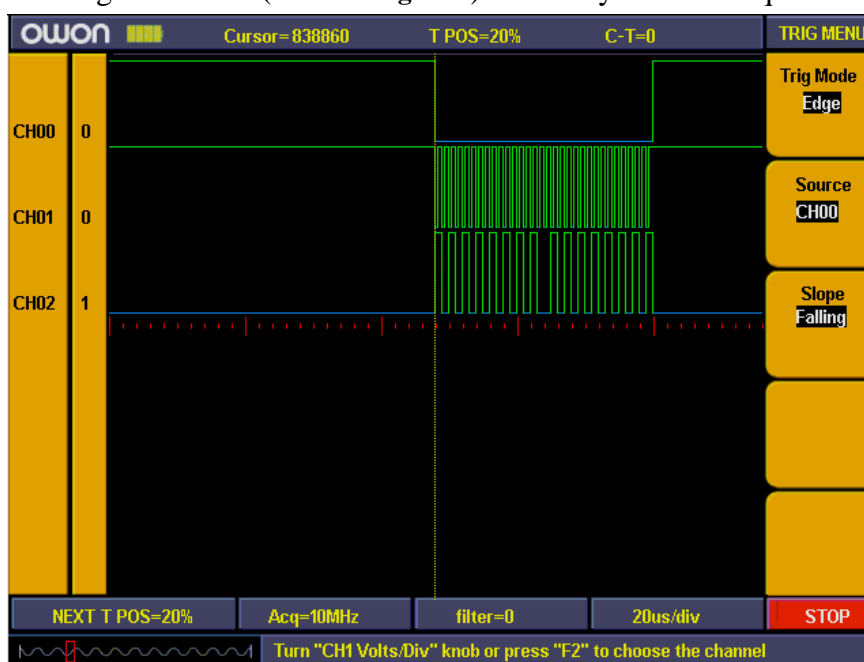 owon Cursor=838860 T POS=20% C-T=0 TRIG MENU
Trig Mode
Edge
CH00 0
Source
CH01 0 CH00
CH02 1 Slope
Falling
NEXT T POS=20% Acq=10MHz filter=0 20us/div STOP
Turn "CH1 Volts/Div" knob or press "F2" to choose the channel